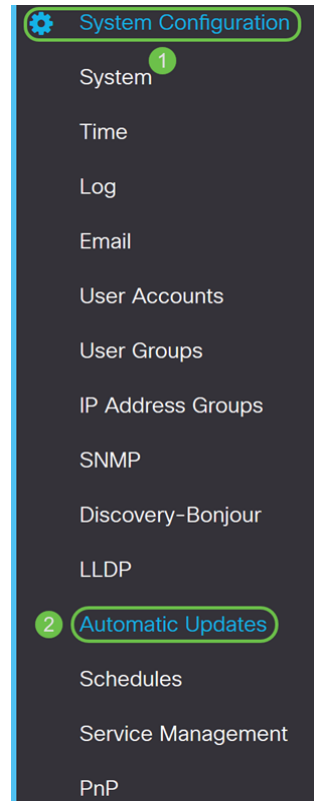 System Configuration
1
System
Time
Log
Email
User Accounts
User Groups
IP Address Groups
SNMP
Discovery-Bonjour
LLDP
2 Automatic Updates
Schedules
Service Management
PnP